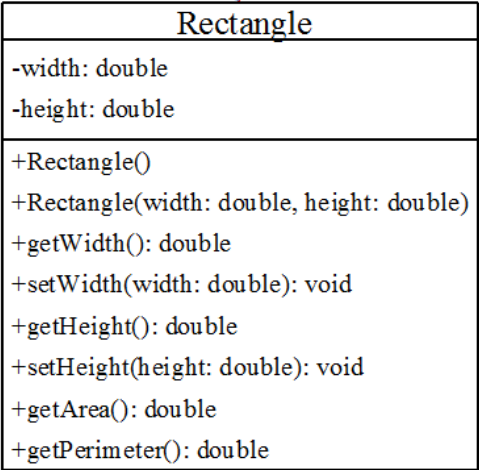 Rectangle
-width: double
-height: double
+Rectangle()
+Rectangle(width: double, height: double)
+getWidth(): double
+setWidth(width: double): void
+getHeight(): double
+setHeight(height: double): void
+getArea(): double
+getPerimeter(): double